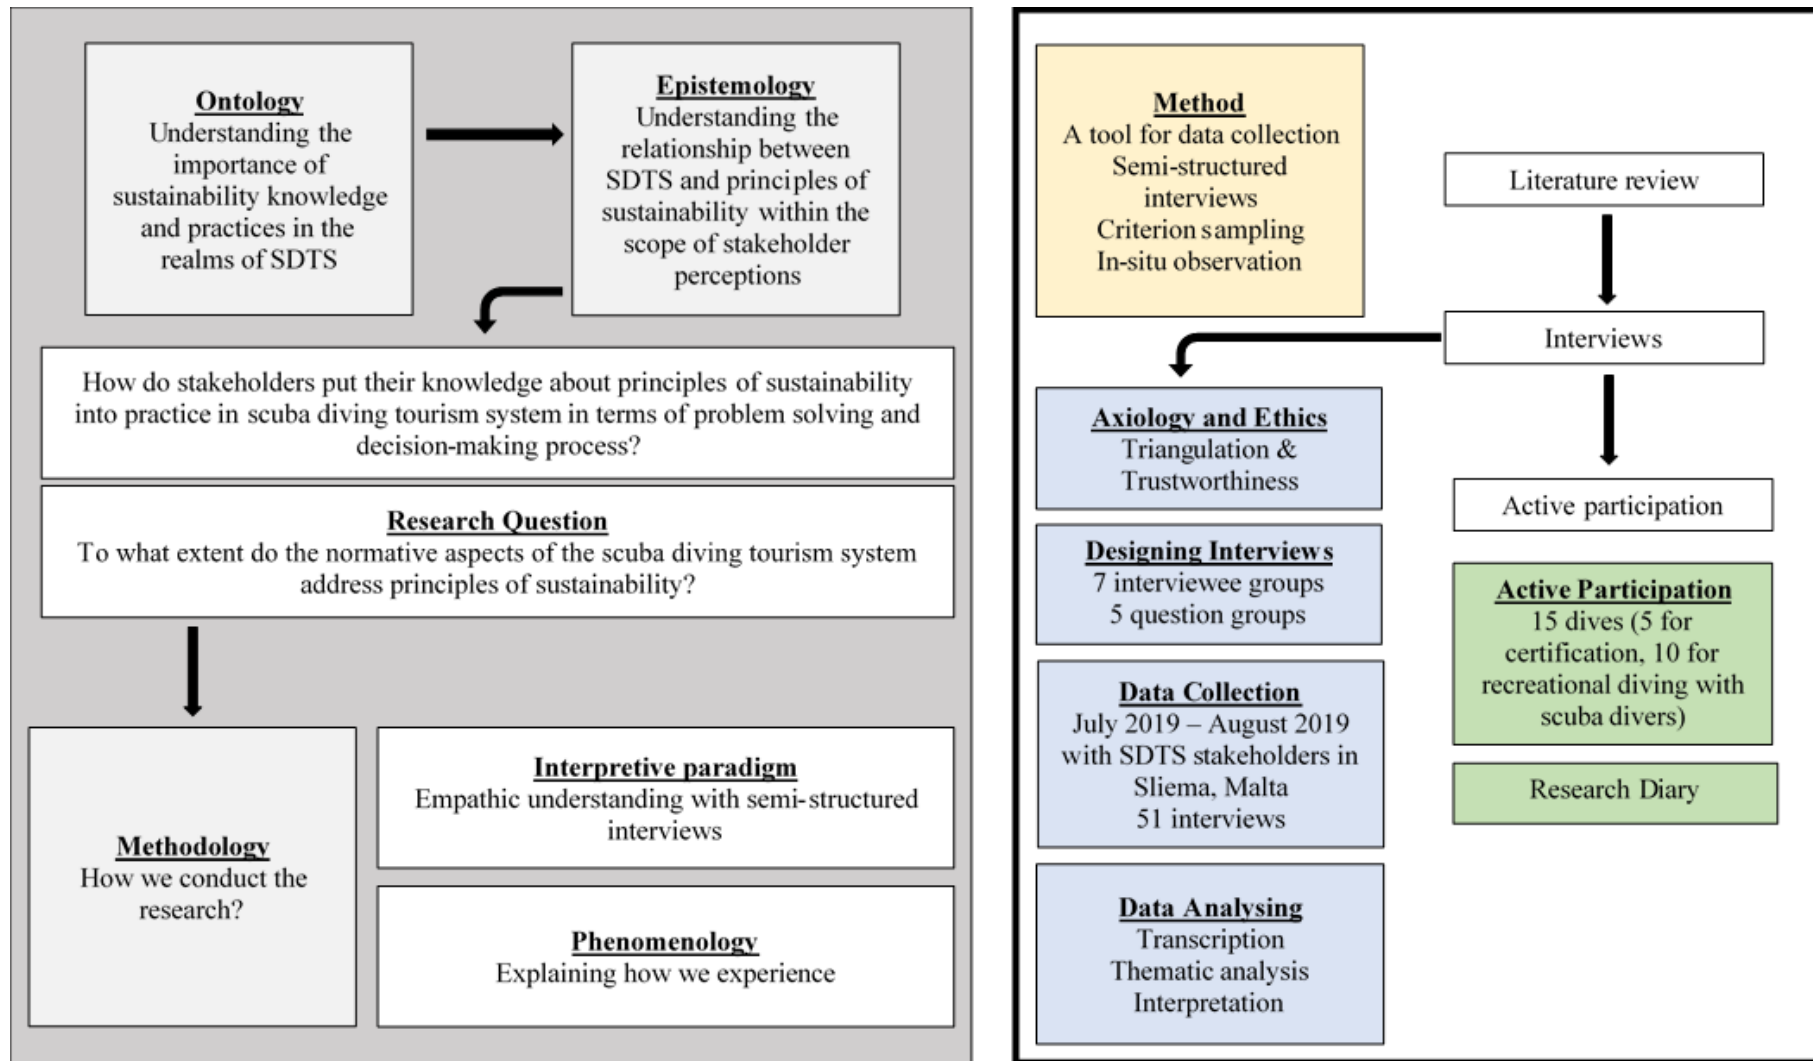 Ontology
Understanding the
importance of
sustainability knowledge
and practices in the
realms of SDTS
Epistemology
Understanding the
relationship between
SDTS and principles of
sustainability within the
scope of stakeholder
perceptions
How do stakeholders put their knowledge about principles of sustainability
into practice in scuba diving tourism system in terms of problem solving and
decision-making process?
Research Question
To what extent do the normative aspects of the scuba diving tourism system
address principles of sustainability?
Methodology
How we conduct the
research?
Interpretive paradigm
Empathic understanding with semi-structured
interviews
Phenomenology
Explaining how we experience
Method
A tool for data collection
Semi-structured
interviews
Criterion sampling
In-situ observation
Literature review
Interviews
Active participation
Axiology and Ethics
Triangulation &
Trustworthiness
Designing Interviews
7 interviewee groups
5 question groups
Data Collection
July 2019 – August 2019
with SDTS stakeholders in
Sliema, Malta
51 interviews
Data Analysing
Transcription
Thematic analysis
Interpretation
Active Participation
15 dives (5 for
certification, 10 for
recreational diving with
scuba divers)
Research Diary